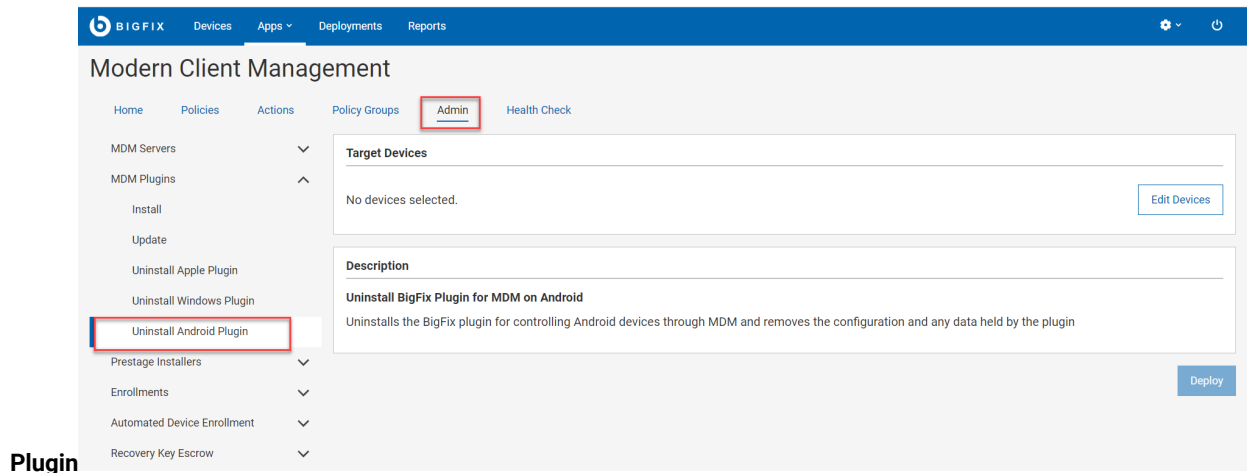 BIGFIX Devices Apps Deployments Reports
Modern Client Management
Home Policies Actions Policy Groups Admin Health Check
MDM Servers
MDM Plugins
Install
Update
Uninstall Apple Plugin
Uninstall Windows Plugin
Uninstall Android Plugin
Prestage Installers
Enrollments
Automated Device Enrollment
Recovery Key Escrow
Target Devices
No devices selected. Edit Devices
Description
Uninstall BigFix Plugin for MDM on Android
Uninstalls the BigFix plugin for controlling Android devices through MDM and removes the configuration and any data held by the plugin
Deploy
Plugin